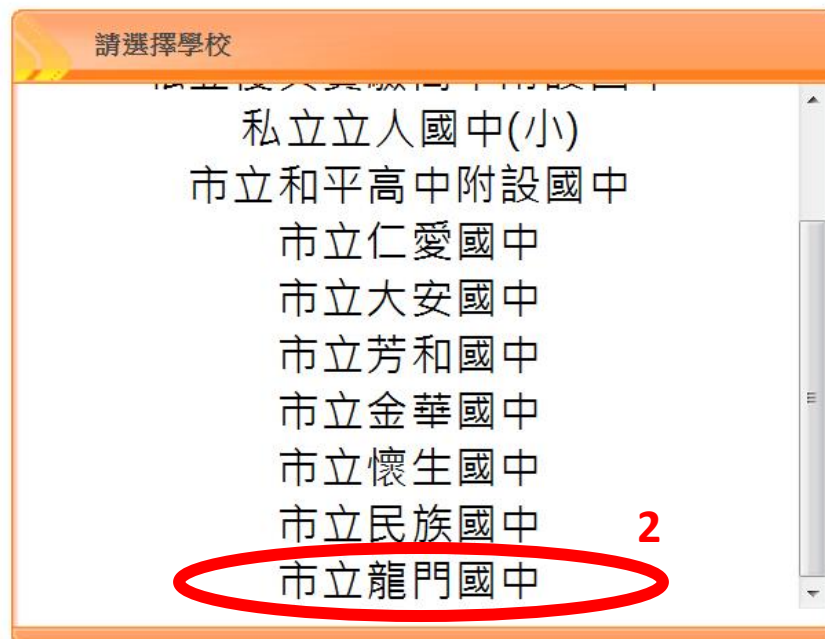 請選擇學校
私立立人國中(小)
市立和平高中附設國中
市立仁愛國中
市立大安國中
市立芳和國中
市立金華國中
市立懷生國中
市立民族國中
2
市立龍門國中